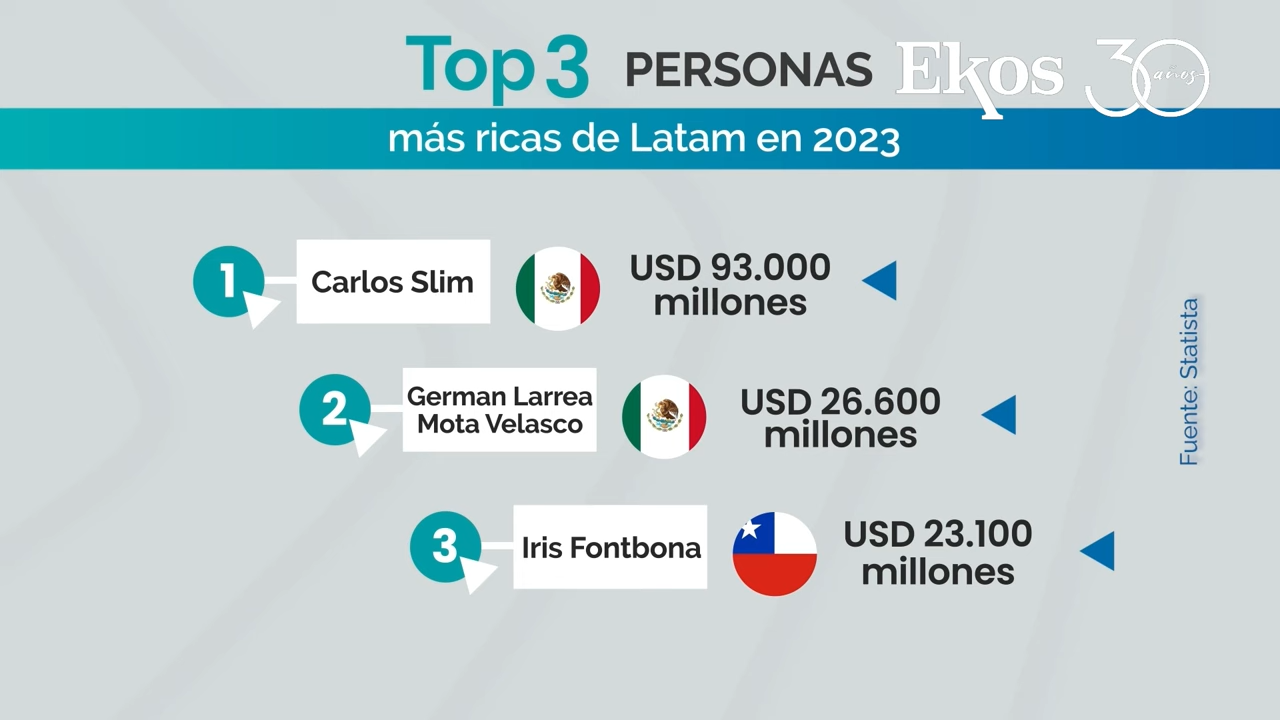 Top 3 PERSONAS
Ekos 30 años
más ricas de Latam en 2023
1
Carlos Slim
USD 93.000
millones
2
German Larrea
Mota Velasco
USD 26.600
millones
3
Iris Fontbona
USD 23.100
millones
Fuente: Statista